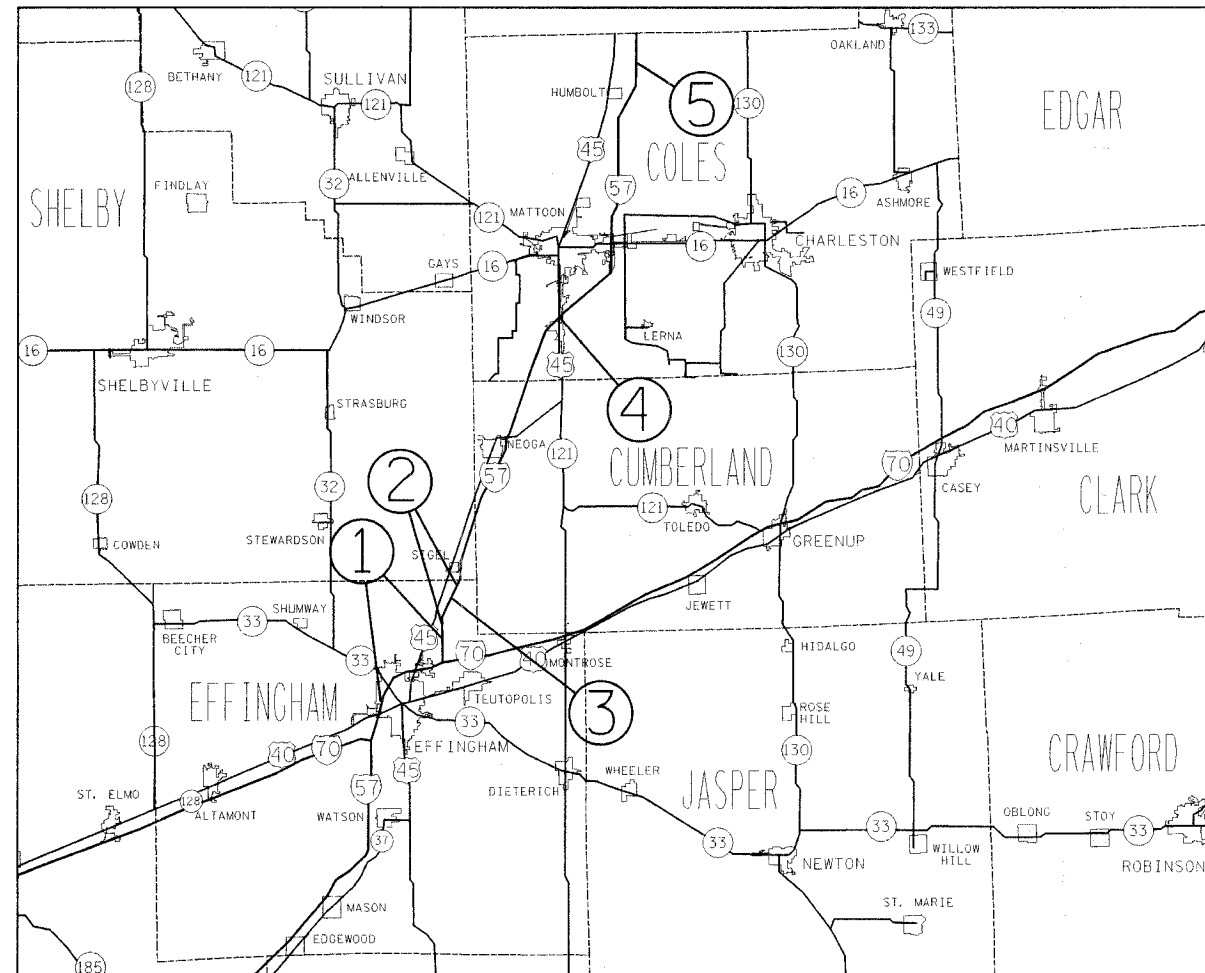 133
OAKLAND
BETHANY
121
SULLIVAN
128
121
HUMBOLT
5
130
EDGAR
45
COLES
ALLENVILLE
SHELBY
FINDLAY
32
57
16
ASHMORE
121
MATTOON
CHARLESTON
16
GAYS
16
WESTFIELD
WINDSOR
49
LERNA
16
16
45
130
SHELBYVILLE
STRASBURG
4
40
MARTINSVILLE
NEOGA
121
CUMBERLAND
70
CASEY
57
2
128
32
121
TOLEDO
CLARK
COWDEN
STEWARDSON
1
SIGEL
GREENUP
JEWETT
BEECHER
CITY
33
SHUMWAY
45
33
70
40
MONTROSE
HIDALGO
49
YALE
EFFINGHAM
TEUTOPOLIS
3
ROSE
HILL
33
128
40
70
EFFINGHAM
130
CRAWFORD
45
WHEELER
JASPER
57
DIETERICH
ST. ELMO
128
ALTAMONT
WATSON
37
33
33
OBLONG
STOY
33
NEWTON
WILLOW
HILL
ROBINSON
MASON
ST. MARIE
EDGEWOOD
185